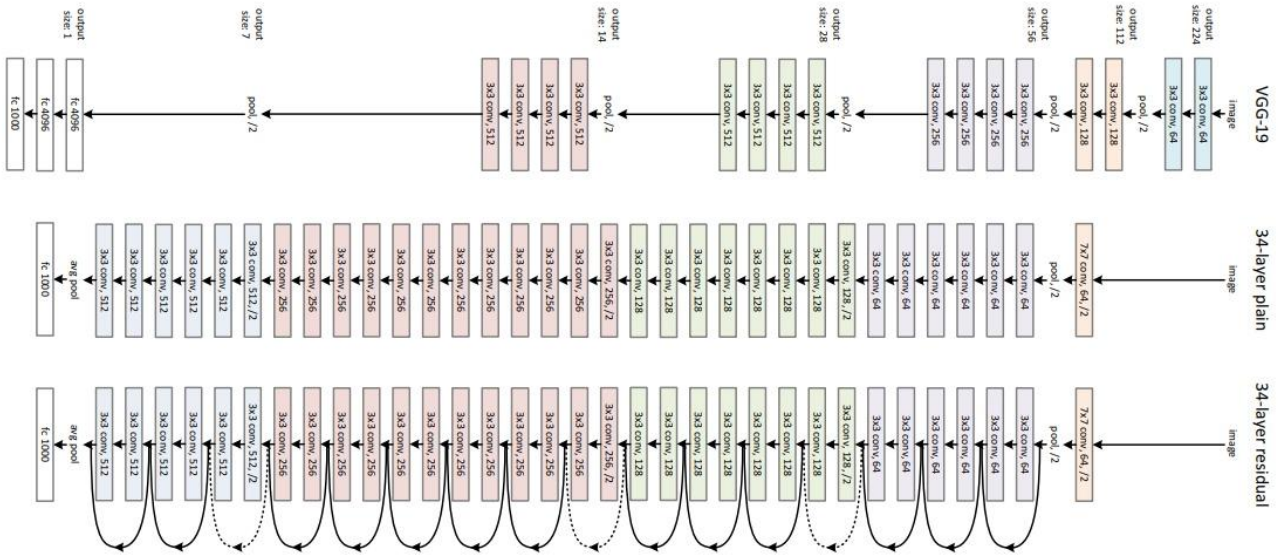 output
size: 224
output
size: 112
output
size: 56
output
size: 28
output
size: 14
output
size: 7
output
size: 1
VGG-19
image
3x3 conv, 64
3x3 conv, 64
pool, /2
3x3 conv, 128
3x3 conv, 128
pool, /2
3x3 conv, 256
3x3 conv, 256
3x3 conv, 256
3x3 conv, 256
pool, /2
3x3 conv, 512
3x3 conv, 512
3x3 conv, 512
3x3 conv, 512
pool, /2
3x3 conv, 512
3x3 conv, 512
3x3 conv, 512
3x3 conv, 512
pool, /2
fc 4096
fc 4096
fc 1000
34-layer plain
image
7x7 conv, 64, /2
pool, /2
3x3 conv, 64
3x3 conv, 64
3x3 conv, 64
3x3 conv, 64
3x3 conv, 64
3x3 conv, 64
3x3 conv, 128, /2
3x3 conv, 128
3x3 conv, 128
3x3 conv, 128
3x3 conv, 128
3x3 conv, 128
3x3 conv, 128
3x3 conv, 128
3x3 conv, 256, /2
3x3 conv, 256
3x3 conv, 256
3x3 conv, 256
3x3 conv, 256
3x3 conv, 256
3x3 conv, 256
3x3 conv, 256
3x3 conv, 256
3x3 conv, 256
3x3 conv, 256
3x3 conv, 256
3x3 conv, 512, /2
3x3 conv, 512
3x3 conv, 512
3x3 conv, 512
3x3 conv, 512
3x3 conv, 512
avg pool
fc 1000
34-layer residual
image
7x7 conv, 64, /2
pool, /2
3x3 conv, 64
3x3 conv, 64
3x3 conv, 64
3x3 conv, 64
3x3 conv, 64
3x3 conv, 64
3x3 conv, 128, /2
3x3 conv, 128
3x3 conv, 128
3x3 conv, 128
3x3 conv, 128
3x3 conv, 128
3x3 conv, 128
3x3 conv, 128
3x3 conv, 256, /2
3x3 conv, 256
3x3 conv, 256
3x3 conv, 256
3x3 conv, 256
3x3 conv, 256
3x3 conv, 256
3x3 conv, 256
3x3 conv, 256
3x3 conv, 256
3x3 conv, 256
3x3 conv, 256
3x3 conv, 512, /2
3x3 conv, 512
3x3 conv, 512
3x3 conv, 512
3x3 conv, 512
3x3 conv, 512
avg pool
fc 1000